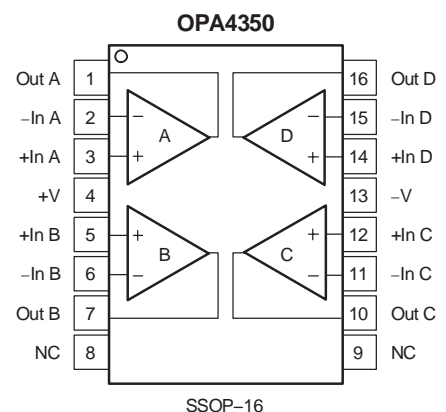 OPA4350
Out A 1 16 Out D
–In A 2 – – 15 –In D
A D
+In A 3 + + 14 +In D
+V 4 13 –V
+In B 5 + + 12 +In C
B C
–In B 6 – – 11 –In C
Out B 7 10 Out C
NC 8 9 NC
SSOP–16